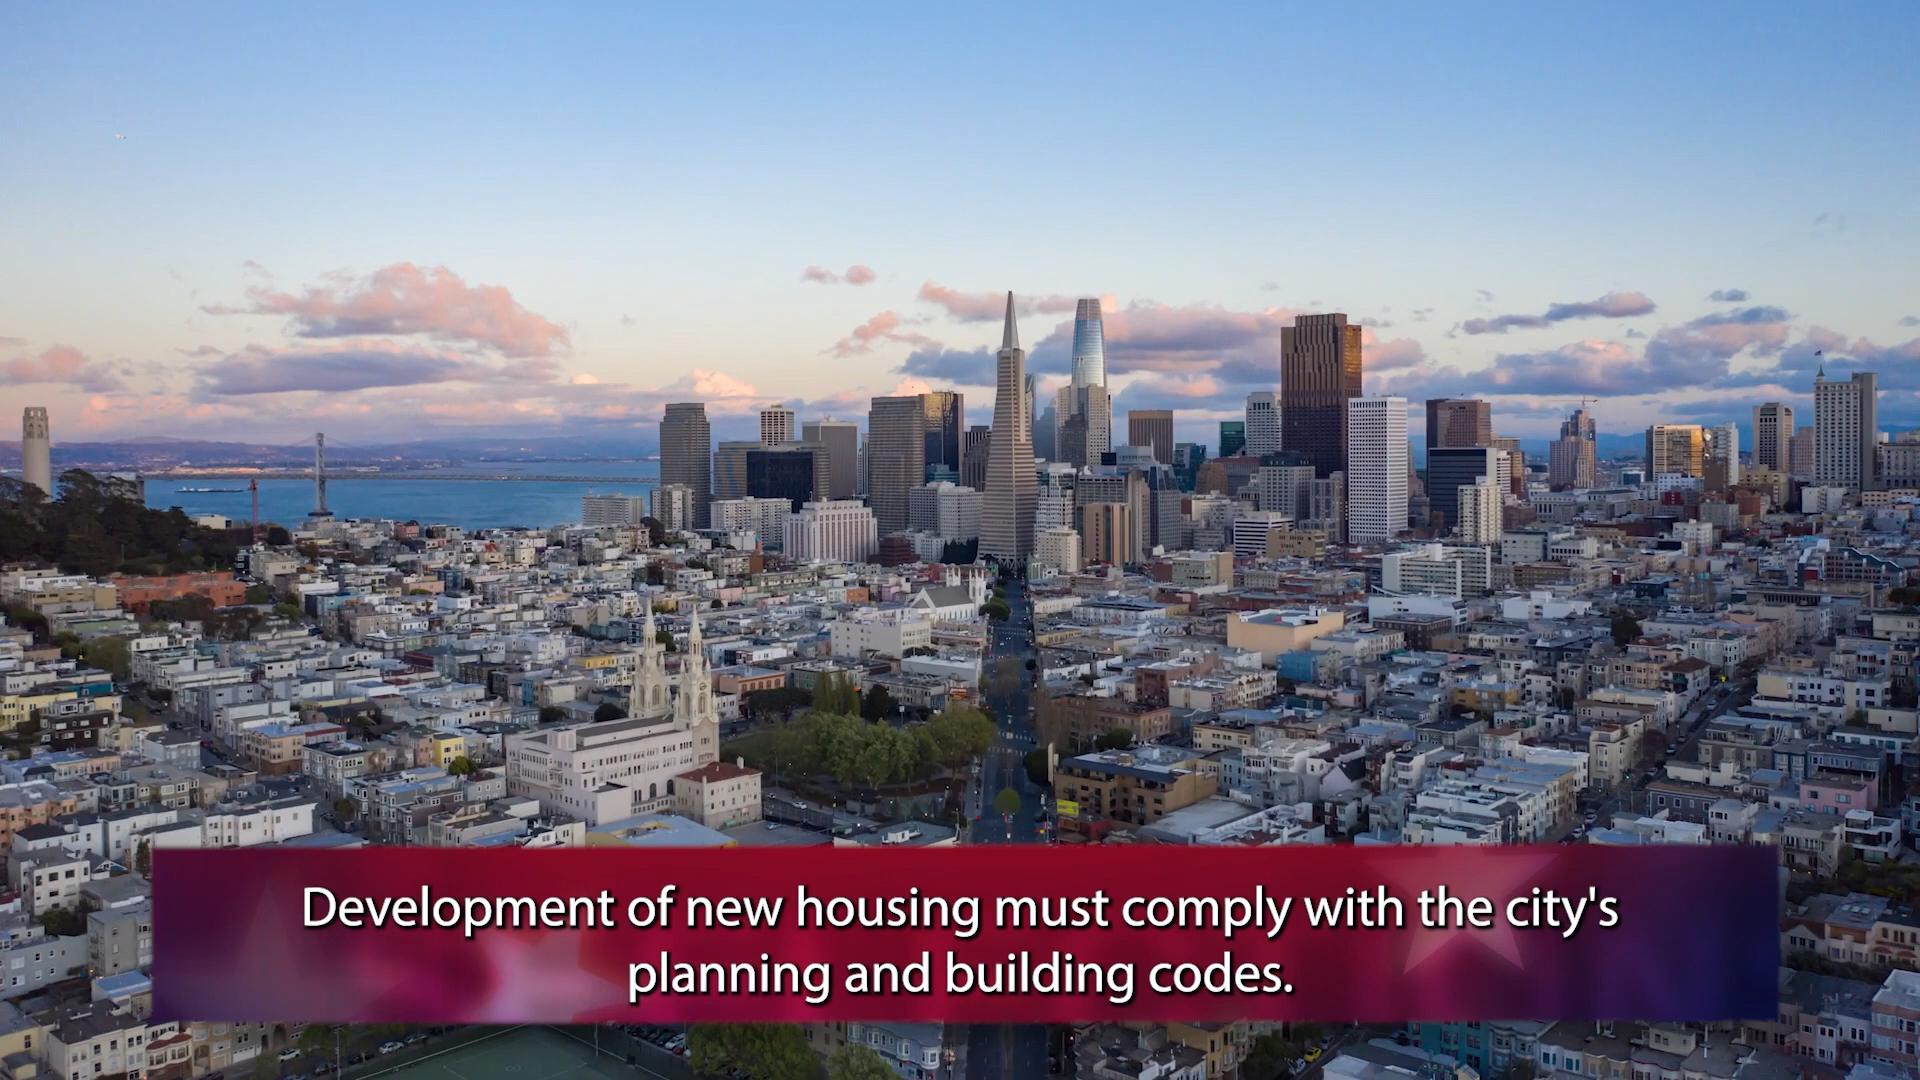 Development of new housing must comply with the city's
planning and building codes.